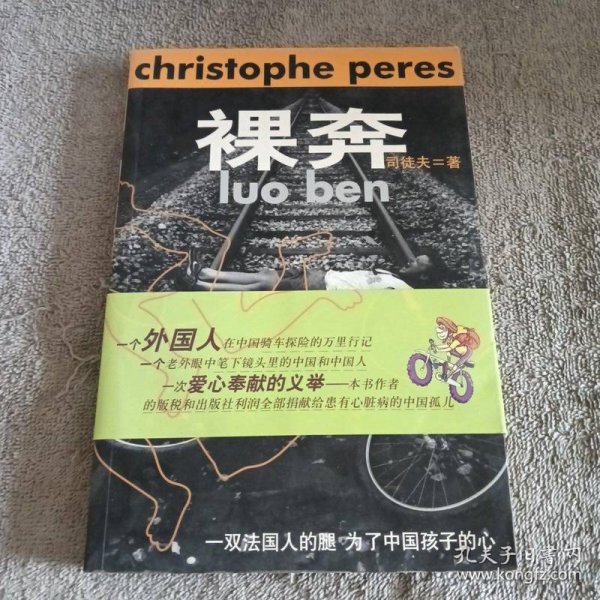 christophe peres
裸奔
司徒夫=著
luo ben
一个外国人在中国骑车探险的万里行记
一个老外眼中笔下镜头里的中国和中国人
一次爱心奉献的义举——本书作者
的版税和出版社利润全部捐献给患有心脏病的中国孤儿
一双法国人的腿 为了中国孩子的心
孔夫子旧书网
www.kongfz.com